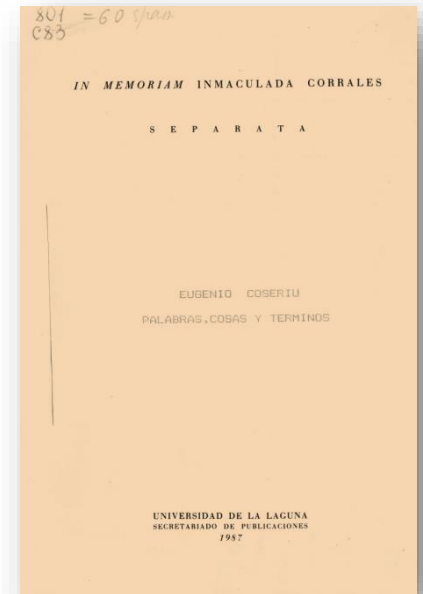 801 = 60 span
C83
IN MEMORIAM INMACULADA CORRALES
SEPARATA
EUGENIO COSERIU
PALABRAS,COSAS Y TERMINOS
UNIVERSIDAD DE LA LAGUNA
SECRETARIADO DE PUBLICACIONES
1987